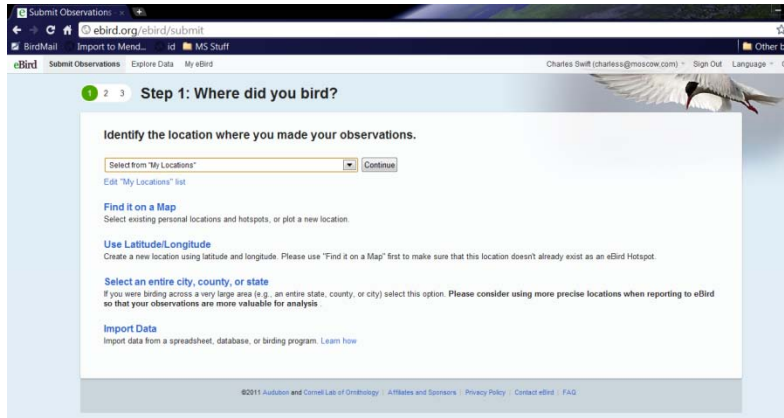 Submit Observations
ebird.org/ebird/submit
BirdMail Import to Mend... id MS Stuff Other b
eBird Submit Observations Explore Data My eBird Charles Swift (charless@moscow.com) Sign Out Language
1 2 3 Step 1: Where did you bird?
Identify the location where you made your observations.
Select from "My Locations" Continue
Edit "My Locations" list
Find it on a Map
Select existing personal locations and hotspots, or plot a new location.
Use Latitude/Longitude
Create a new location using latitude and longitude. Please use "Find it on a Map" first to make sure that this location doesn't already exist as an eBird Hotspot.
Select an entire city, county, or state
If you were birding across a very large area (e.g., an entire state, county, or city) select this option. Please consider using more precise locations when reporting to eBird
so that your observations are more valuable for analysis .
Import Data
Import data from a spreadsheet, database, or birding program. Learn how
©2011 Audubon and Cornell Lab of Ornithology | Affiliates and Sponsors | Privacy Policy | Contact eBird | FAQ